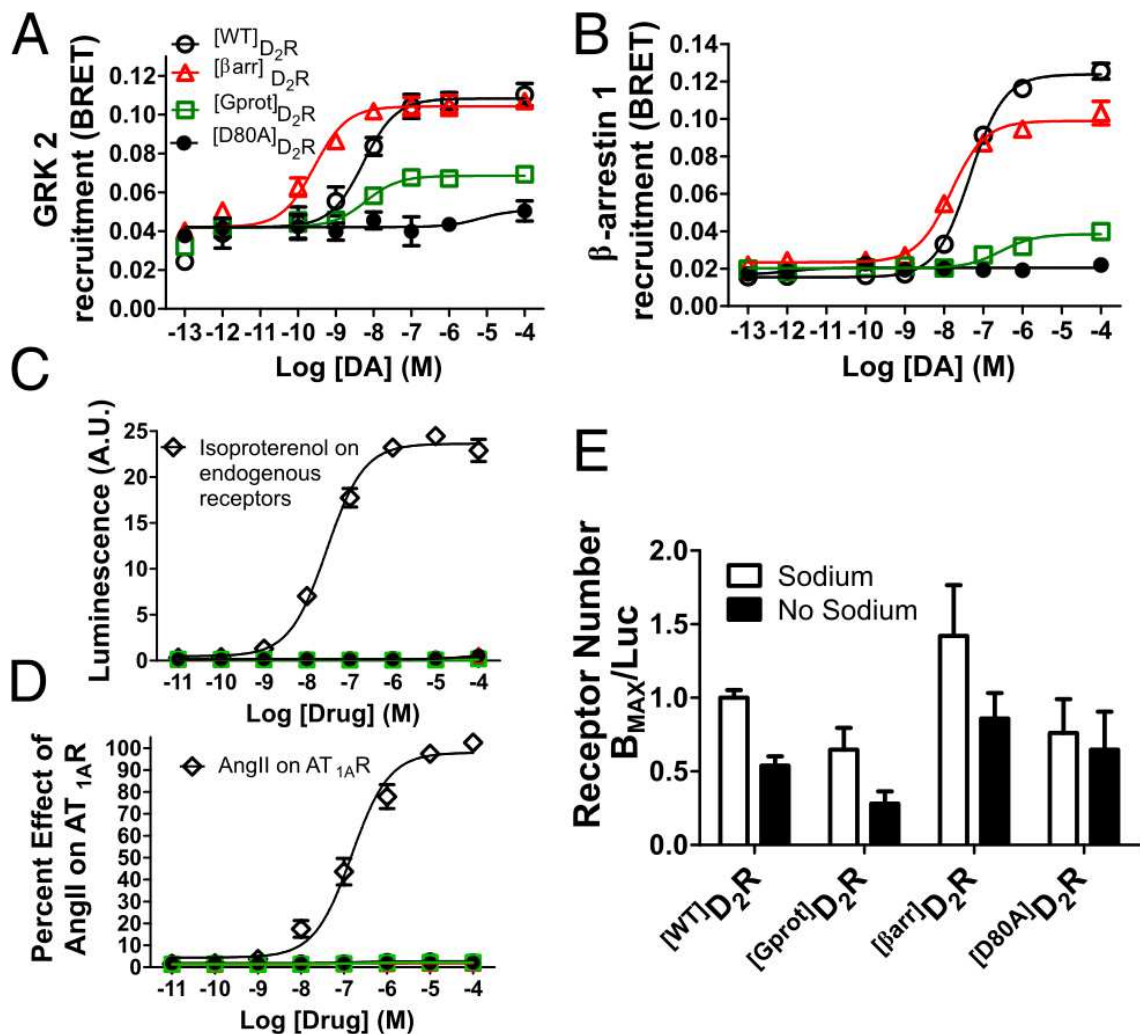 A
[WT]D2R
[βarr]D2R
[Gprot]D2R
[D80A]D2R
GRK 2
recruitment (BRET)
0.12
0.10
0.08
0.06
0.04
0.02
0.00
-13 -12 -11 -10 -9 -8 -7 -6 -5 -4
Log [DA] (M)
B
β-arrestin 1
recruitment (BRET)
0.14
0.12
0.10
0.08
0.06
0.04
0.02
0.00
-13 -12 -11 -10 -9 -8 -7 -6 -5 -4
Log [DA] (M)
C
Luminescence (A.U.)
25
20
15
10
5
0
Isoproterenol on
endogenous
receptors
-11 -10 -9 -8 -7 -6 -5 -4
Log [Drug] (M)
D
Percent Effect of
AngII on AT1AR
100
90
80
70
60
50
40
30
20
10
0
AngII on AT1AR
-11 -10 -9 -8 -7 -6 -5 -4
Log [Drug] (M)
E
Receptor Number
BMAX/Luc
2.0
1.5
1.0
0.5
0.0
Sodium
No Sodium
[WT]D2R
[Gprot]D2R
[βarr]D2R
[D80A]D2R